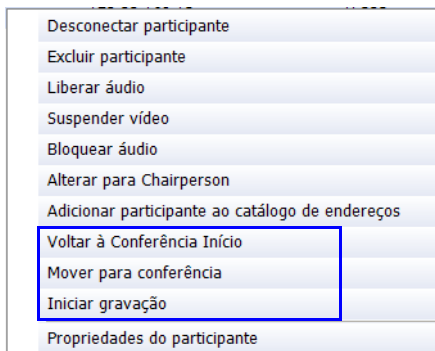 Desconectar participante
Excluir participante
Liberar áudio
Suspender vídeo
Bloquear áudio
Alterar para Chairperson
Adicionar participante ao catálogo de endereços
Voltar à Conferência Início
Mover para conferência
Iniciar gravação
Propriedades do participante